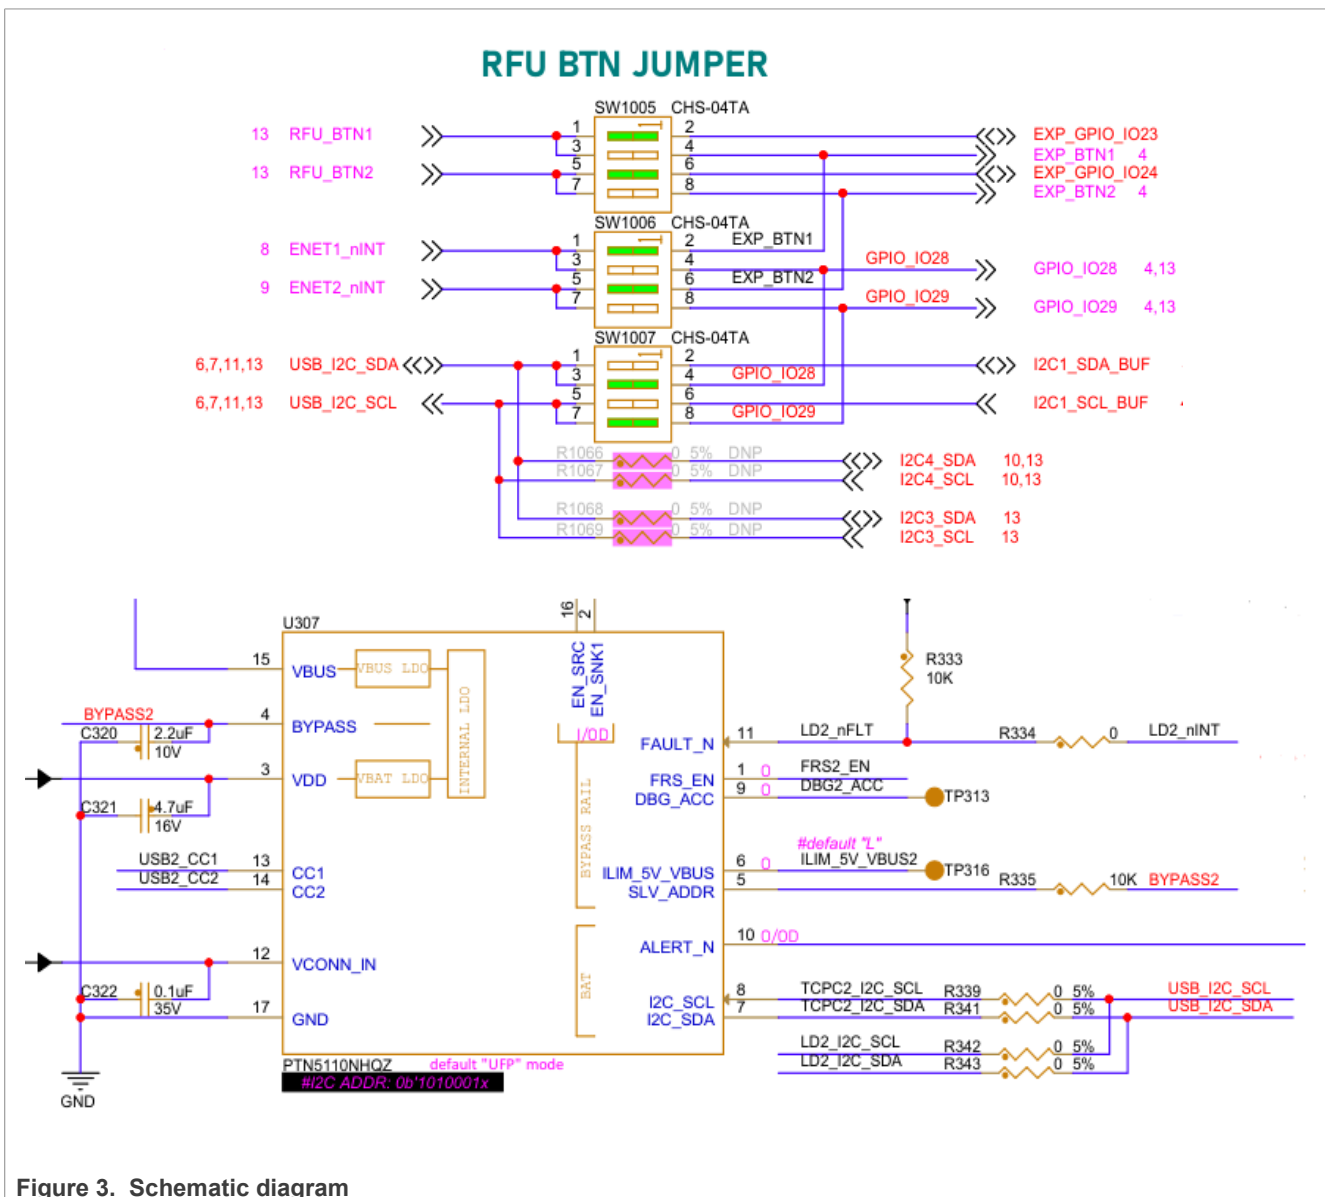 RFU BTN JUMPER
SW1005 CHS-04TA
13 RFU_BTN1 1 2 EXP_GPIO_IO23
3 4 EXP_BTN1 4
13 RFU_BTN2 5 6 EXP_GPIO_IO24
7 8 EXP_BTN2 4
SW1006 CHS-04TA
8 ENET1_nINT 1 2 EXP_BTN1
3 4 GPIO_IO28 GPIO_IO28 4,13
9 ENET2_nINT 5 6 EXP_BTN2
7 8 GPIO_IO29 GPIO_IO29 4,13
SW1007 CHS-04TA
6,7,11,13 USB_I2C_SDA 1 2 I2C1_SDA_BUF
3 4 GPIO_IO28
6,7,11,13 USB_I2C_SCL 5 6 I2C1_SCL_BUF
7 8 GPIO_IO29
R1066 0 5% DNP I2C4_SDA 10,13
R1067 0 5% DNP I2C4_SCL 10,13
R1068 0 5% DNP I2C3_SDA 13
R1069 0 5% DNP I2C3_SCL 13
U307
16 2
EN_SRC
EN_SNK1
I/OD
15 VBUS VBUS LDO
INTERNAL LDO
R333
10K
BYPASS2 4 BYPASS
C320 2.2uF
10V
BYPASS RAIL
FAULT_N 11 LD2_nFLT R334 0 LD2_nINT
3 VDD VBAT LDO
FRS_EN 1 O FRS2_EN
DBG_ACC 9 O DBG2_ACC TP313
C321 4.7uF
16V
#default "L"
USB2_CC1 13 CC1
USB2_CC2 14 CC2
ILIM_5V_VBUS 6 O ILIM_5V_VBUS2 TP316
SLV_ADDR 5 R335 10K BYPASS2
ALERT_N 10 O/OD
12 VCONN_IN
BAT
C322 0.1uF
35V
I2C_SCL 8 TCPC2_I2C_SCL R339 0 5% USB_I2C_SCL
17 GND I2C_SDA 7 TCPC2_I2C_SDA R341 0 5% USB_I2C_SDA
LD2_I2C_SCL R342 0 5%
LD2_I2C_SDA R343 0 5%
PTN5110NHQZ default "UFP" mode
#I2C ADDR: 0b'1010001x
GND
Figure 3. Schematic diagram